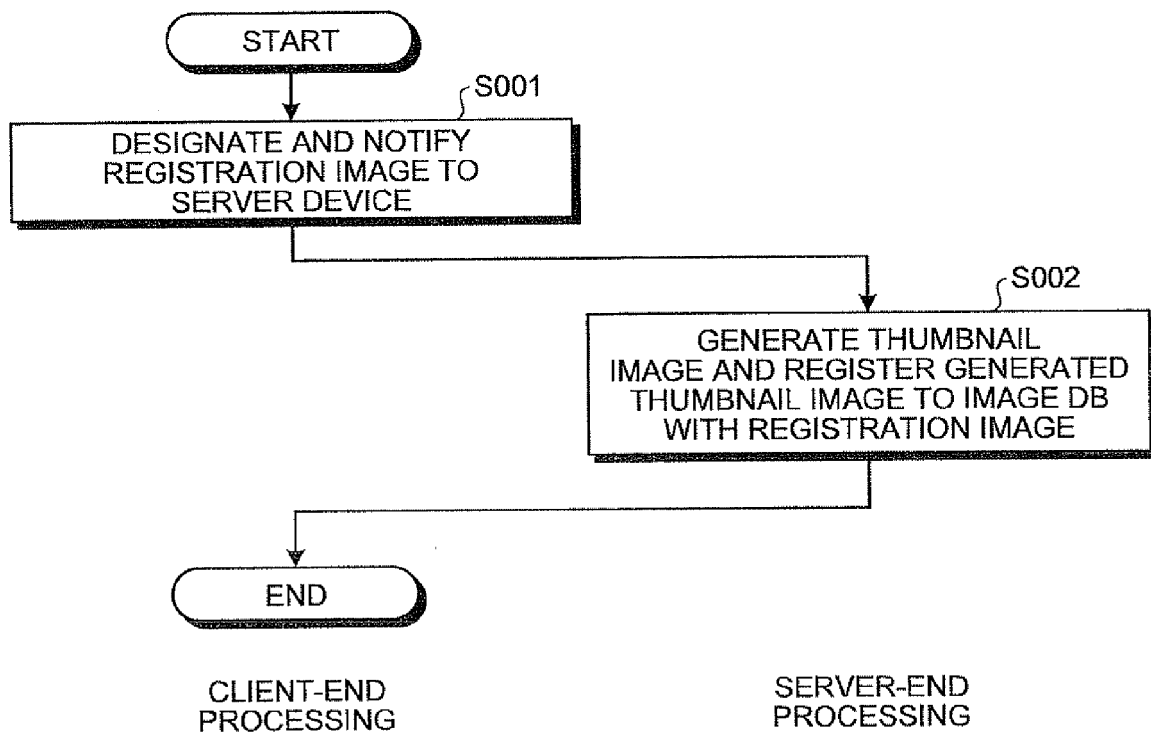 START
S001
DESIGNATE AND NOTIFY
REGISTRATION IMAGE TO
SERVER DEVICE
S002
GENERATE THUMBNAIL
IMAGE AND REGISTER GENERATED
THUMBNAIL IMAGE TO IMAGE DB
WITH REGISTRATION IMAGE
END
CLIENT-END
PROCESSING
SERVER-END
PROCESSING